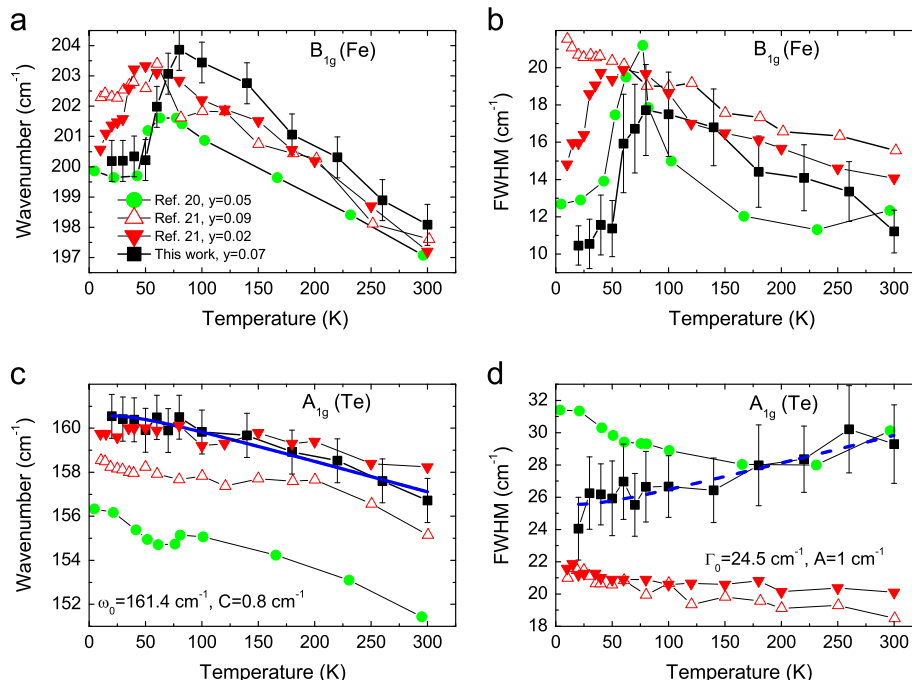 a
B1g (Fe)
204
203
202
201
200
199
198
197
Wavenumber (cm-1)
Ref. 20, y=0.05
Ref. 21, y=0.09
Ref. 21, y=0.02
This work, y=0.07
0 50 100 150 200 250 300
Temperature (K)
b
B1g (Fe)
22
20
18
16
14
12
10
FWHM (cm-1)
0 50 100 150 200 250 300
Temperature (K)
c
A1g (Te)
160
158
156
154
152
Wavenumber (cm-1)
ω0=161.4 cm-1, C=0.8 cm-1
0 50 100 150 200 250 300
Temperature (K)
d
A1g (Te)
32
30
28
26
24
22
20
18
FWHM (cm-1)
Γ0=24.5 cm-1, A=1 cm-1
0 50 100 150 200 250 300
Temperature (K)